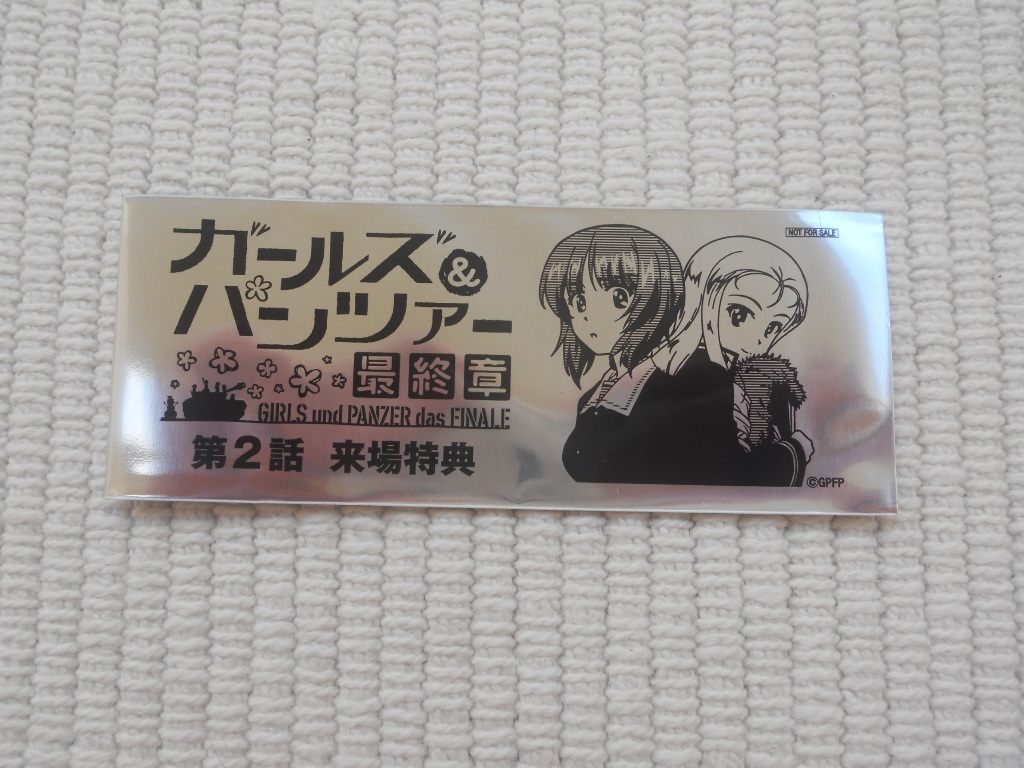 ガールズ&
パンツァー
最終章
GIRLS und PANZER das FINALE
第2話 来場特典
NOT FOR SALE
©GPFP